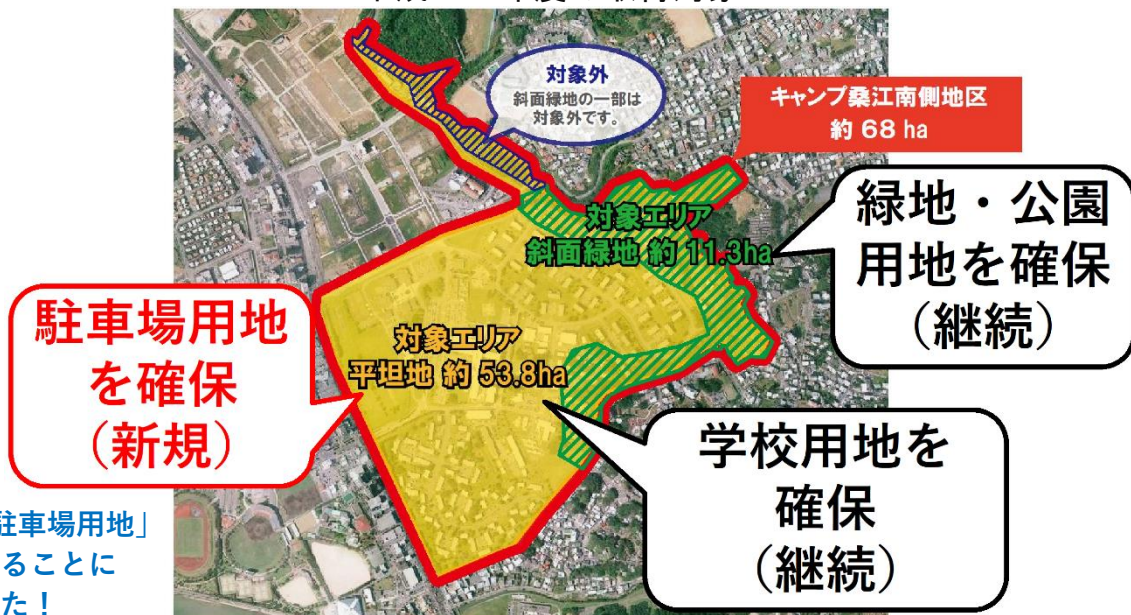 対象外
斜面緑地の一部は
対象外です。
キャンプ桑江南側地区
約 68 ha
対象エリア
斜面緑地 約 11.3ha
緑地・公園
用地を確保
(継続)
駐車場用地
を確保
(新規)
対象エリア
平坦地 約 53.8ha
学校用地を
確保
(継続)
駐車場用地」
ることに
た！